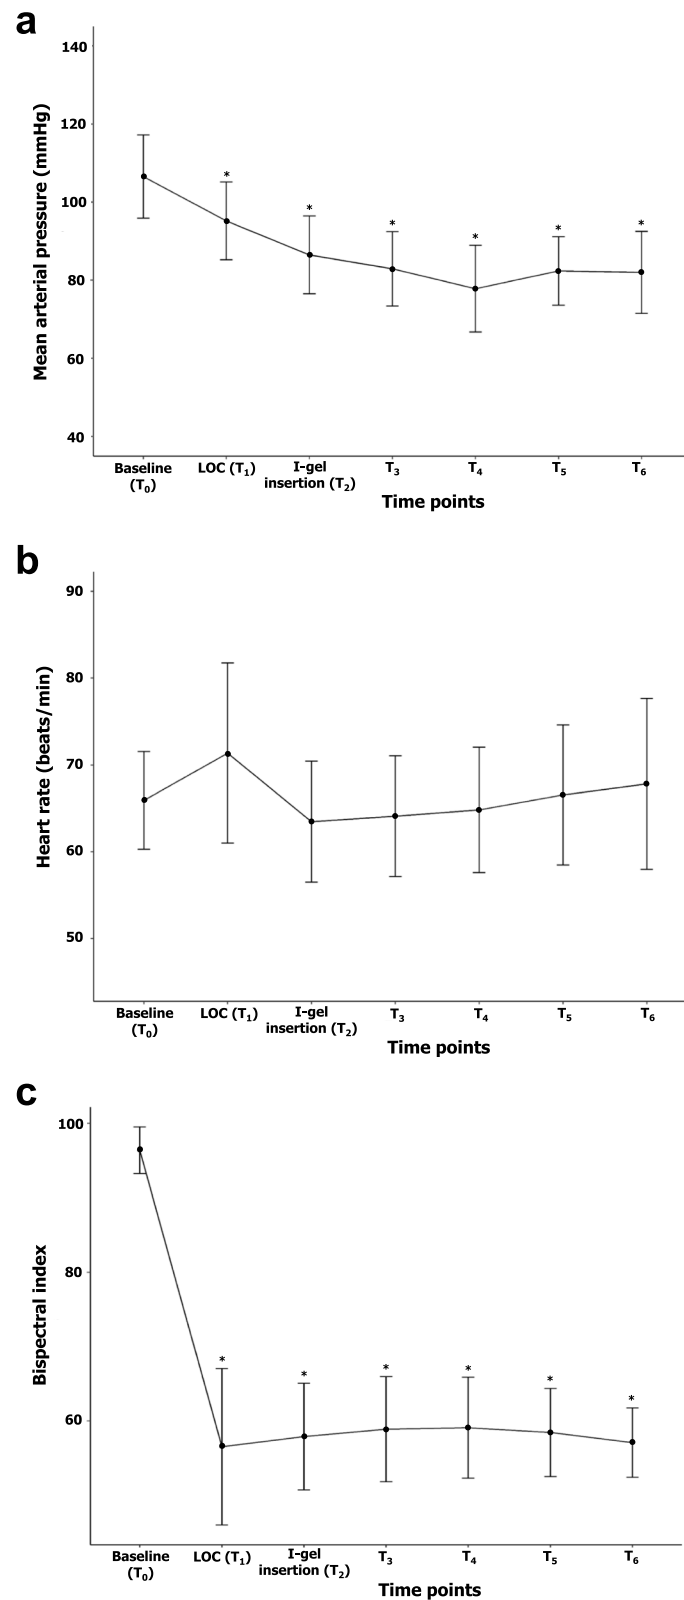 a
Mean arterial pressure (mmHg)
140
120
100
80
60
40
* * * * * *
Baseline (T0)
LOC (T1)
I-gel insertion (T2)
T3
T4
T5
T6
Time points
b
Heart rate (beats/min)
90
80
70
60
50
Baseline (T0)
LOC (T1)
I-gel insertion (T2)
T3
T4
T5
T6
Time points
c
Bispectral index
100
80
60
* * * * * *
Baseline (T0)
LOC (T1)
I-gel insertion (T2)
T3
T4
T5
T6
Time points